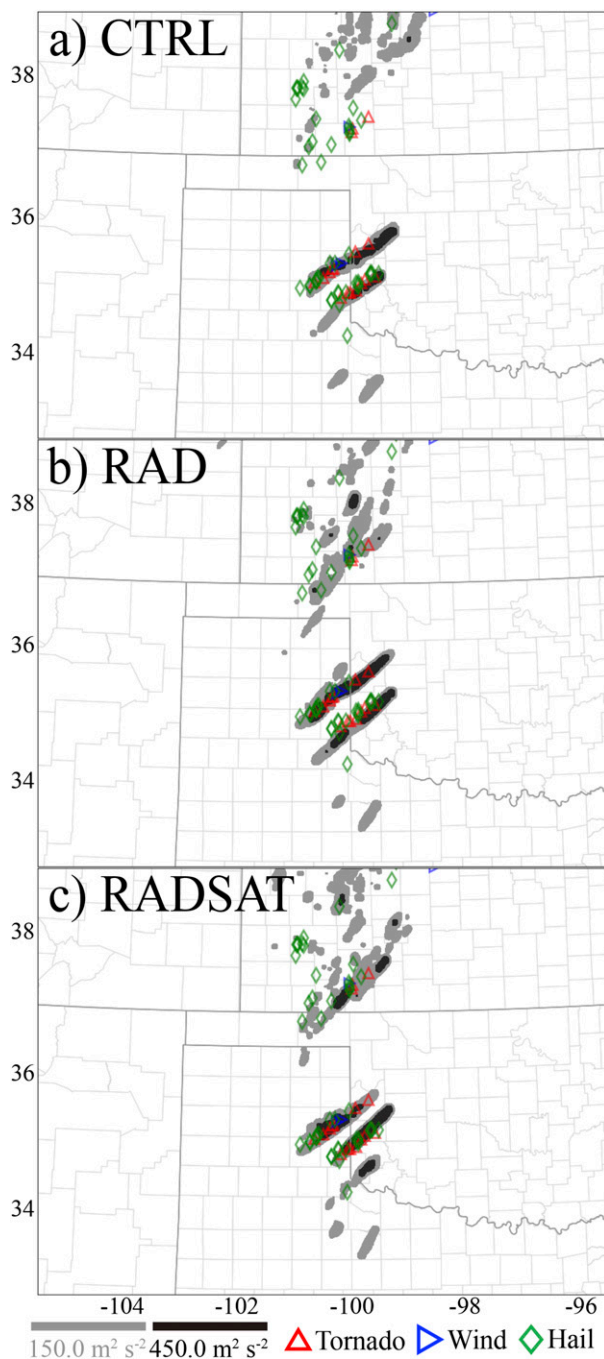 a) CTRL
38
36
34
b) RAD
38
36
34
c) RADSAT
38
36
34
-104 -102 -100 -98 -96
150.0 m² s⁻² 450.0 m² s⁻² Tornado Wind Hail